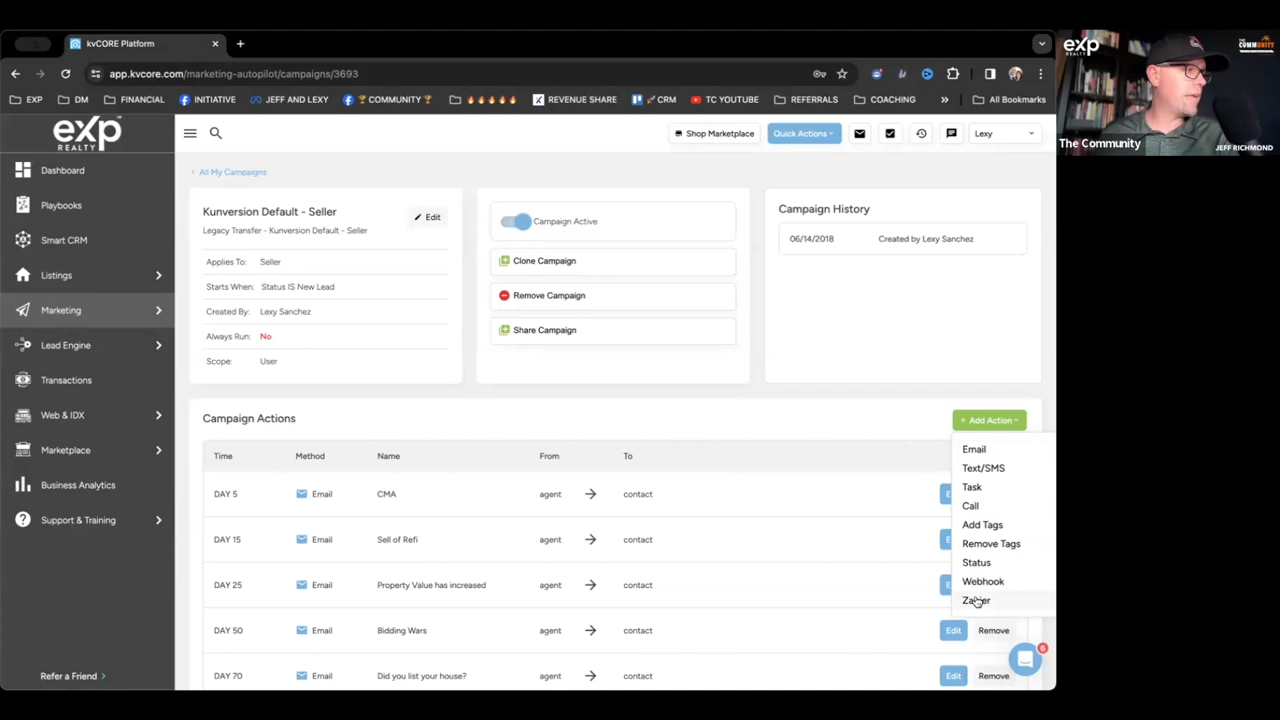 kvCORE Platform
app.kvcore.com/marketing-autopilot/campaigns/3693
EXP
DM
FINANCIAL
INITIATIVE
JEFF AND LEXY
🏆 COMMUNITY 🏆
🔥🔥🔥🔥🔥
REVENUE SHARE
🚀 CRM
TC YOUTUBE
REFERRALS
COACHING
»
All Bookmarks
exp
REALTY
THE
COMMUNITY
The Community
JEFF RICHMOND
exp
REALTY
Shop Marketplace
Quick Actions
Lexy
Dashboard
Playbooks
Smart CRM
Listings
Marketing
Lead Engine
Transactions
Web & IDX
Marketplace
Business Analytics
Support & Training
Refer a Friend
All My Campaigns
Kunversion Default - Seller
Edit
Legacy Transfer - Kunversion Default - Seller
Applies To: Seller
Starts When: Status IS New Lead
Created By: Lexy Sanchez
Always Run: No
Scope: User
Campaign Active
Clone Campaign
Remove Campaign
Share Campaign
Campaign History
06/14/2018 Created by Lexy Sanchez
Campaign Actions
+ Add Action
Time Method Name From To
DAY 5 Email CMA agent → contact
DAY 15 Email Sell of Refi agent → contact
DAY 25 Email Property Value has increased agent → contact
DAY 50 Email Bidding Wars agent → contact Edit Remove
DAY 70 Email Did you list your house? agent → contact Edit Remove
Email
Text/SMS
Task
Call
Add Tags
Remove Tags
Status
Webhook
Zapier
6